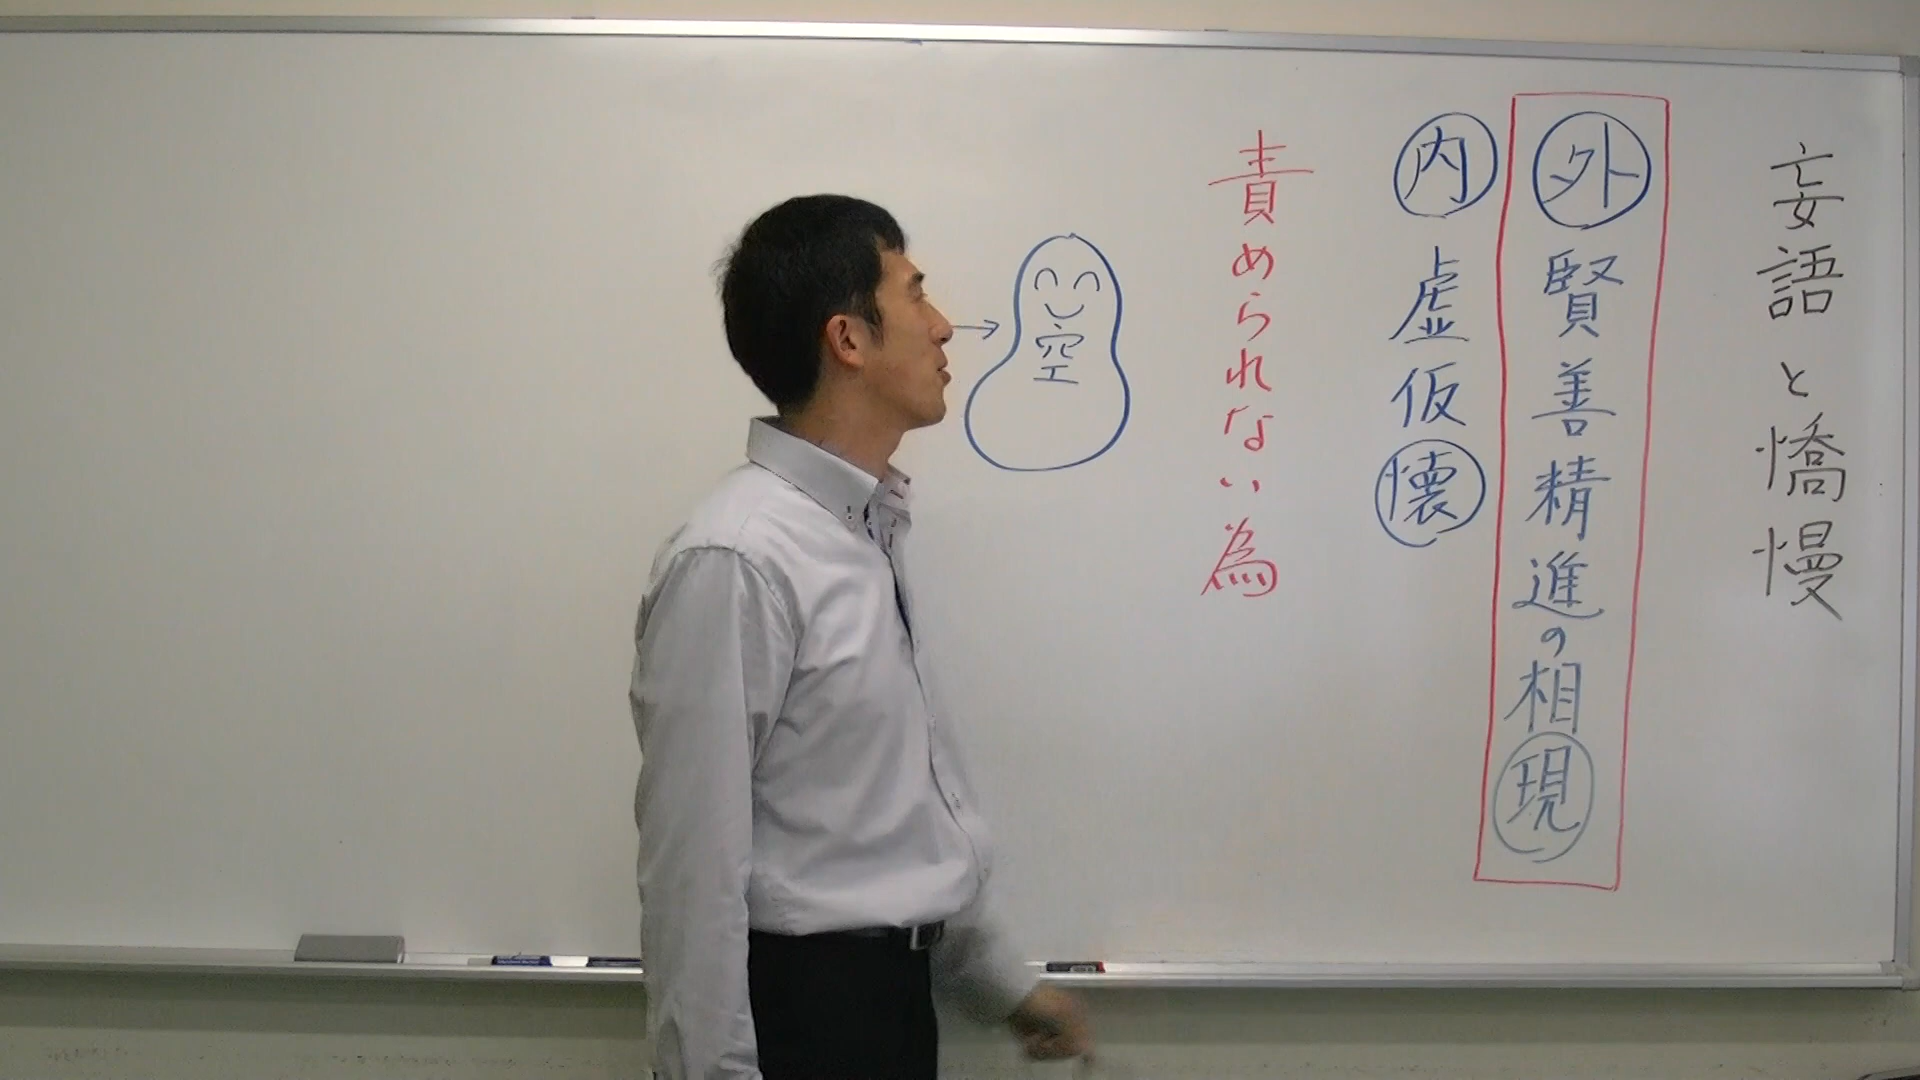 妄語と憍慢
外 賢善精進の相現
内 虚仮懐
責められない為
空